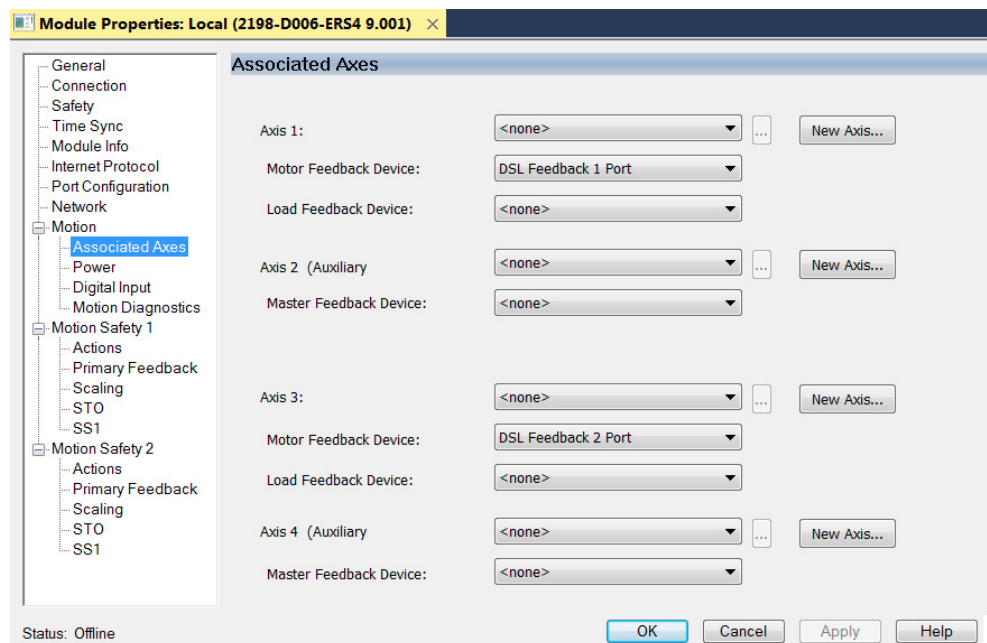 Module Properties: Local (2198-D006-ERS4 9.001) ×
General
Connection
Safety
Time Sync
Module Info
Internet Protocol
Port Configuration
Network
Motion
Associated Axes
Power
Digital Input
Motion Diagnostics
Motion Safety 1
Actions
Primary Feedback
Scaling
STO
SS1
Motion Safety 2
Actions
Primary Feedback
Scaling
STO
SS1
Associated Axes
Axis 1: <none> ... New Axis...
Motor Feedback Device: DSL Feedback 1 Port
Load Feedback Device: <none>
Axis 2 (Auxiliary <none> ... New Axis...
Master Feedback Device: <none>
Axis 3: <none> ... New Axis...
Motor Feedback Device: DSL Feedback 2 Port
Load Feedback Device: <none>
Axis 4 (Auxiliary <none> ... New Axis...
Master Feedback Device: <none>
Status: Offline OK Cancel Apply Help